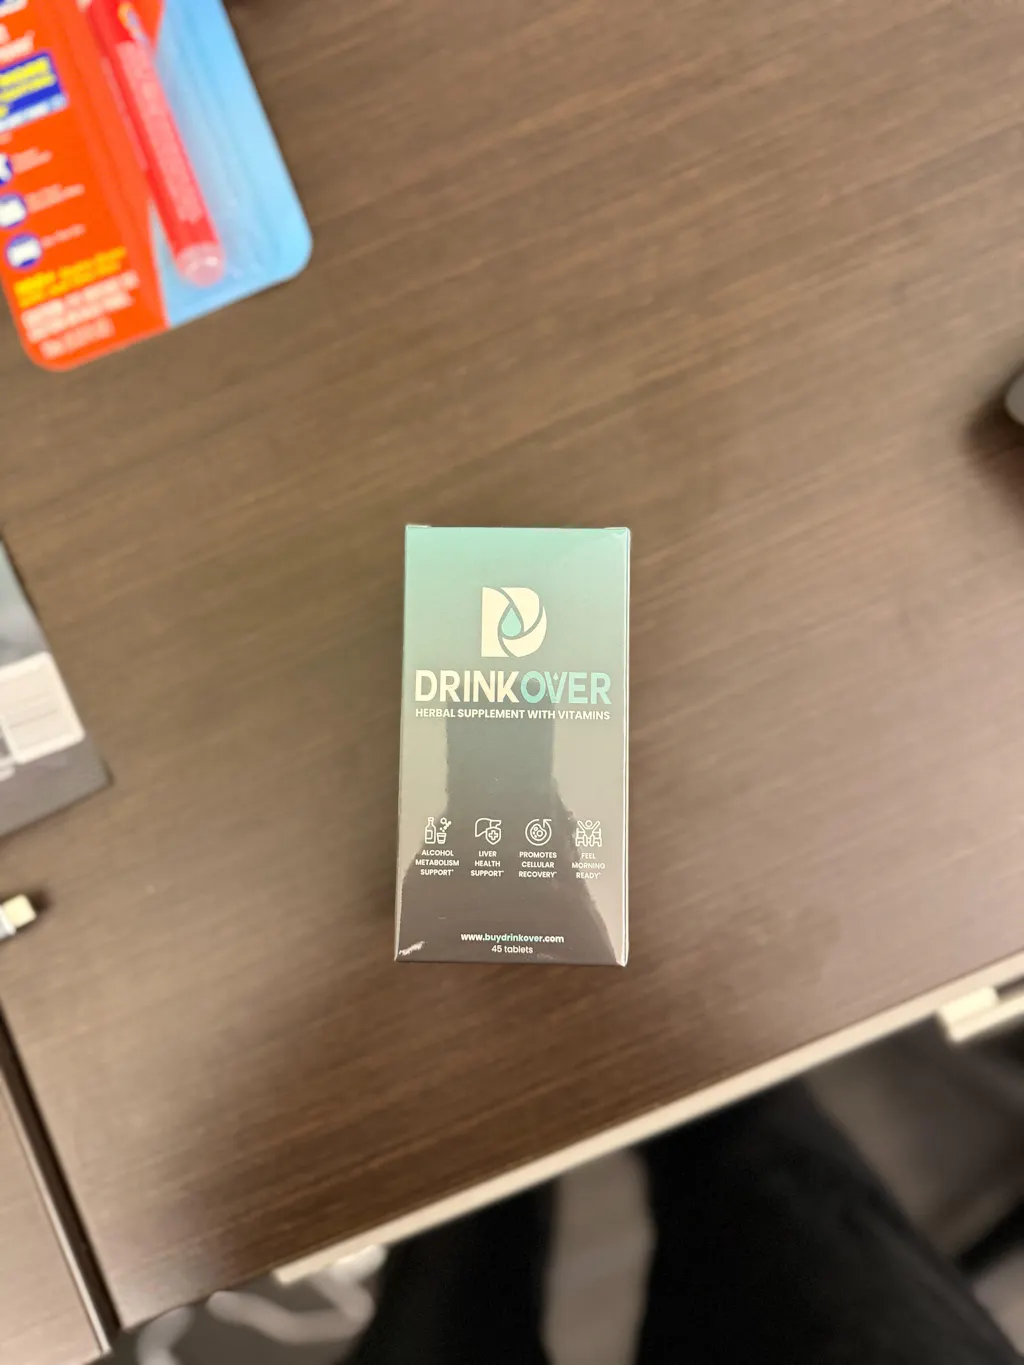 DRINKOVER
HERBAL SUPPLEMENT WITH VITAMINS
ALCOHOL
METABOLISM
SUPPORT*
LIVER
HEALTH
SUPPORT*
PROMOTES
CELLULAR
RECOVERY*
FEEL
MORNING
READY*
www.buydrinkover.com
45 tablets